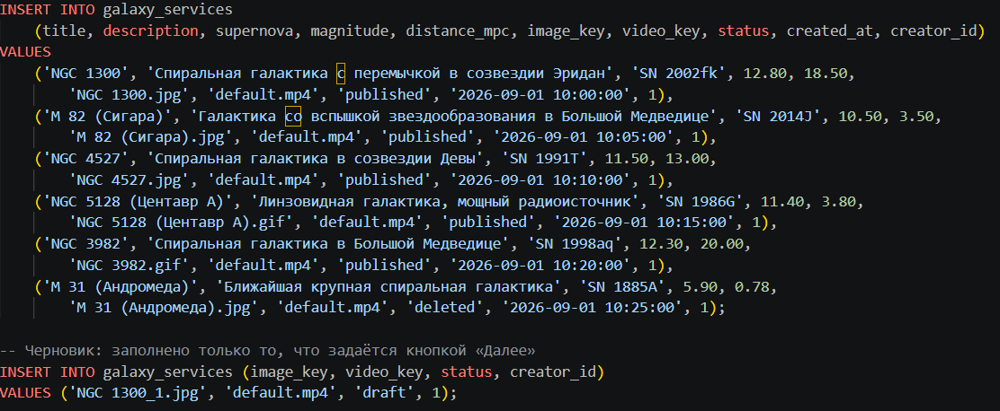 INSERT INTO galaxy_services
(title, description, supernova, magnitude, distance_mpc, image_key, video_key, status, created_at, creator_id)
VALUES
('NGC 1300', 'Спиральная галактика с перемычкой в созвездии Эридан', 'SN 2002fk', 12.80, 18.50,
'NGC 1300.jpg', 'default.mp4', 'published', '2026-09-01 10:00:00', 1),
('M 82 (Сигара)', 'Галактика со вспышкой звездообразования в Большой Медведице', 'SN 2014J', 10.50, 3.50,
'M 82 (Сигара).jpg', 'default.mp4', 'published', '2026-09-01 10:05:00', 1),
('NGC 4527', 'Спиральная галактика в созвездии Девы', 'SN 1991T', 11.50, 13.00,
'NGC 4527.jpg', 'default.mp4', 'published', '2026-09-01 10:10:00', 1),
('NGC 5128 (Центавр А)', 'Линзовидная галактика, мощный радиоисточник', 'SN 1986G', 11.40, 3.80,
'NGC 5128 (Центавр А).gif', 'default.mp4', 'published', '2026-09-01 10:15:00', 1),
('NGC 3982', 'Спиральная галактика в Большой Медведице', 'SN 1998aq', 12.30, 20.00,
'NGC 3982.gif', 'default.mp4', 'published', '2026-09-01 10:20:00', 1),
('M 31 (Андромеда)', 'Ближайшая крупная спиральная галактика', 'SN 1885A', 5.90, 0.78,
'M 31 (Андромеда).jpg', 'default.mp4', 'deleted', '2026-09-01 10:25:00', 1);
-- Черновик: заполнено только то, что задаётся кнопкой «Далее»
INSERT INTO galaxy_services (image_key, video_key, status, creator_id)
VALUES ('NGC 1300_1.jpg', 'default.mp4', 'draft', 1);